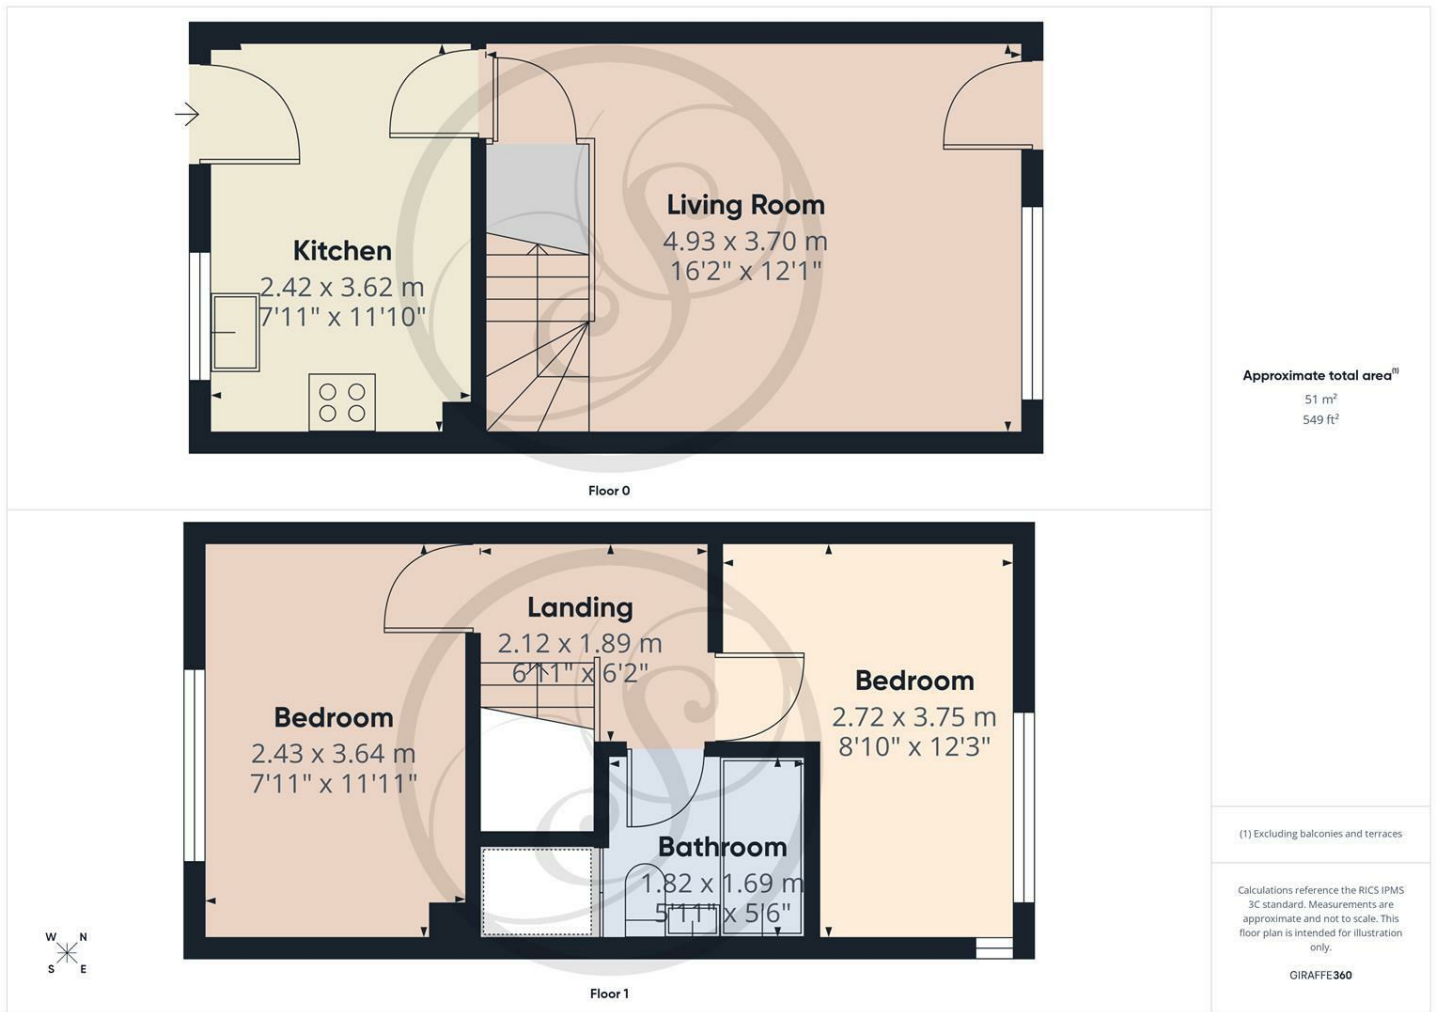 Living Room
4.93 x 3.70 m
16'2" x 12'1"
Kitchen
2.42 x 3.62 m
7'11" x 11'10"
Floor 0
Landing
2.12 x 1.89 m
6'11" x 6'2"
Bedroom
2.72 x 3.75 m
8'10" x 12'3"
Bedroom
2.43 x 3.64 m
7'11" x 11'11"
Bathroom
1.82 x 1.69 m
5'11" x 5'6"
W N
S E
Floor 1
Approximate total area⁽¹⁾
51 m²
549 ft²
(1) Excluding balconies and terraces
Calculations reference the RICS IPMS
3C standard. Measurements are
approximate and not to scale. This
floor plan is intended for illustration
only.
GIRAFFE360